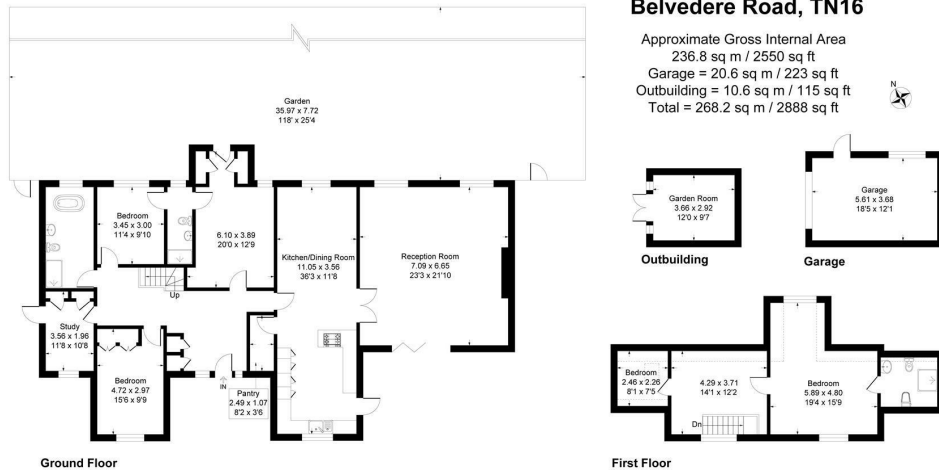 Belvedere Road, TN16
Approximate Gross Internal Area
236.8 sq m / 2550 sq ft
Garage = 20.6 sq m / 223 sq ft
Outbuilding = 10.6 sq m / 115 sq ft
Total = 268.2 sq m / 2888 sq ft
N
Garden
35.97 x 7.72
118' x 25'4
Bedroom
3.45 x 3.00
11'4 x 9'10
6.10 x 3.89
20'0 x 12'9
Kitchen/Dining Room
11.05 x 3.56
36'3 x 11'8
Reception Room
7.09 x 6.65
23'3 x 21'10
Up
Study
3.56 x 1.96
11'8 x 10'8
Bedroom
4.72 x 2.97
15'6 x 9'9
IN
Pantry
2.49 x 1.07
8'2 x 3'6
Ground Floor
Garden Room
3.66 x 2.92
12'0 x 9'7
Outbuilding
Garage
5.61 x 3.68
18'5 x 12'1
Garage
Bedroom
2.46 x 2.26
8'1 x 7'5
4.29 x 3.71
14'1 x 12'2
Bedroom
5.89 x 4.80
19'4 x 15'9
Dn
First Floor